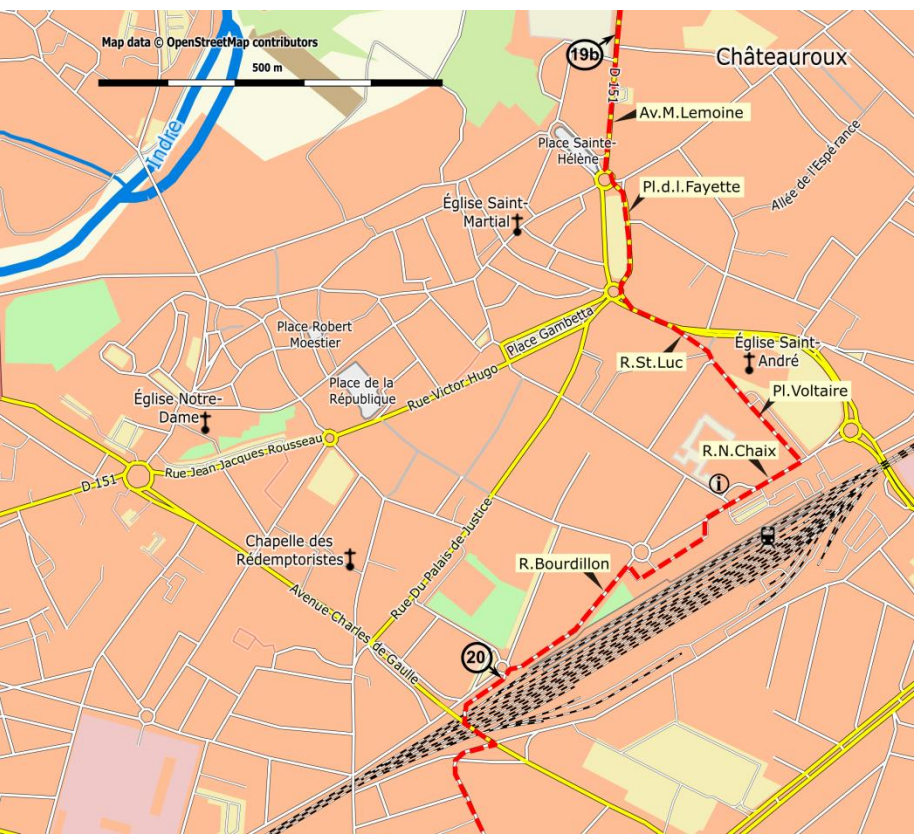 Map data © OpenStreetMap contributors
500 m
19b
Châteauroux
D 151
Av.M.Lemoine
Indre
Place Sainte-
Hélène
Allée de l'Espérance
Pl.d.l.Fayette
Église Saint-
Martial
Place Gambetta
Place Robert
Moestier
R.St.Luc
Église Saint-
André
Place de la
République
Rue Victor Hugo
Pl.Voltaire
Église Notre-
Dame
Rue Jean Jacques Rousseau
D 151
R.N.Chaix
i
Chapelle des
Rédemptoristes
Rue Du Palais de Justice
R.Bourdillon
Avenue Charles de Gaulle
20